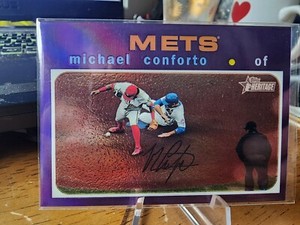 METS
michael conforto • of
Topps
HERITAGE